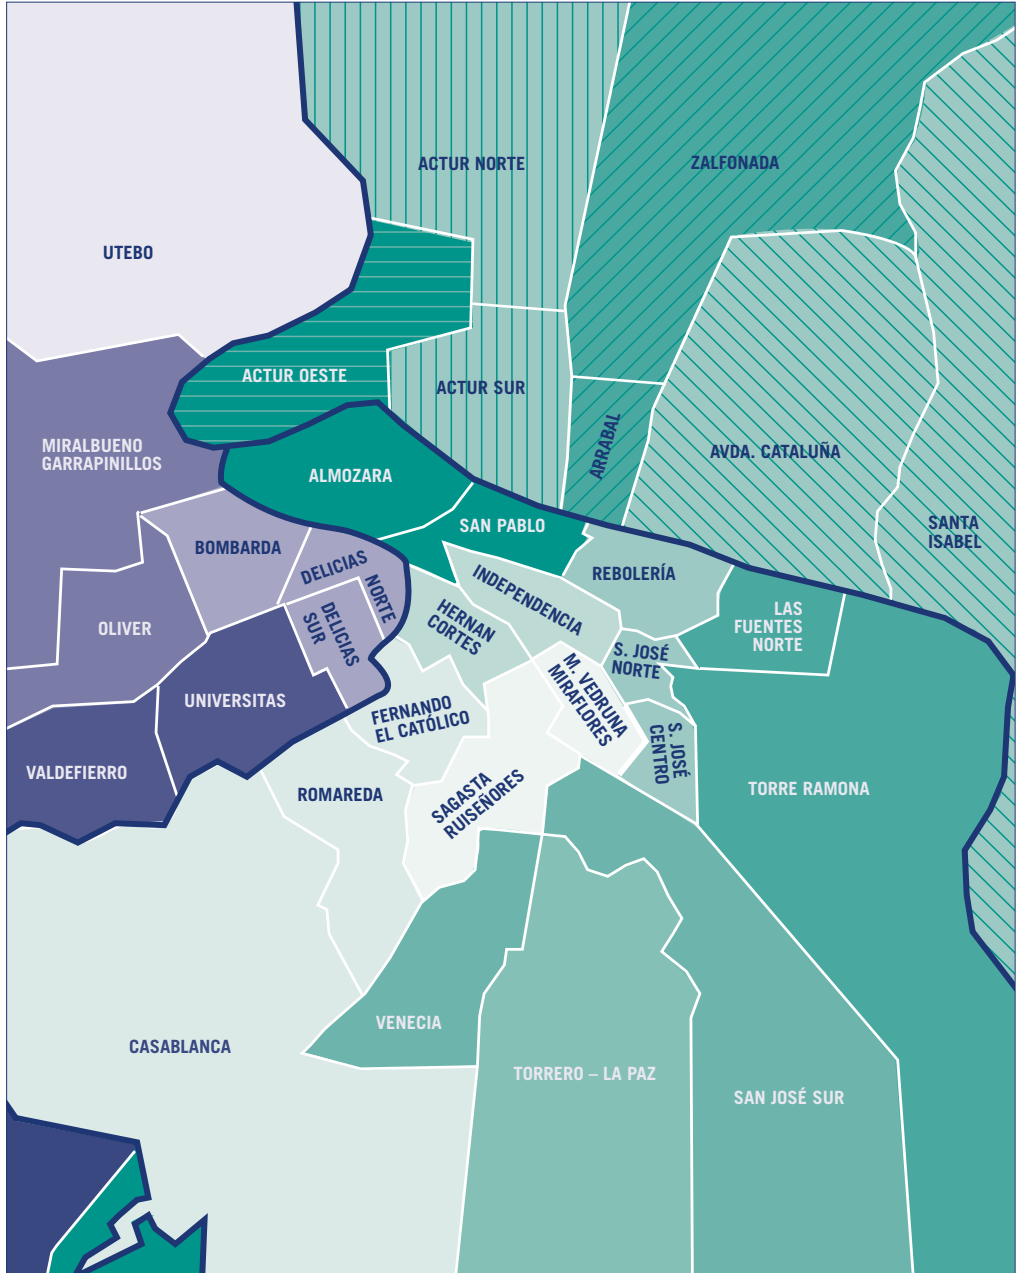 ACTUR NORTE
ZALFONADA
UTEBO
ACTUR OESTE
ACTUR SUR
ARRABAL
AVDA. CATALUÑA
MIRALBUENO
GARRAPINILLOS
ALMOZARA
SAN PABLO
SANTA
ISABEL
BOMBARDA
DELICIAS
NORTE
INDEPENDENCIA
REBOLERÍA
OLIVER
DELICIAS
SUR
HERNAN
CORTES
LAS
FUENTES
NORTE
S. JOSÉ
NORTE
UNIVERSITAS
FERNANDO
EL CATÓLICO
M. VEDRUNA
MIRAFLORES
S. JOSÉ
CENTRO
VALDEFIERRO
ROMAREDA
SAGASTA
RUISEÑORES
TORRE RAMONA
VENECIA
CASABLANCA
TORRERO – LA PAZ
SAN JOSÉ SUR